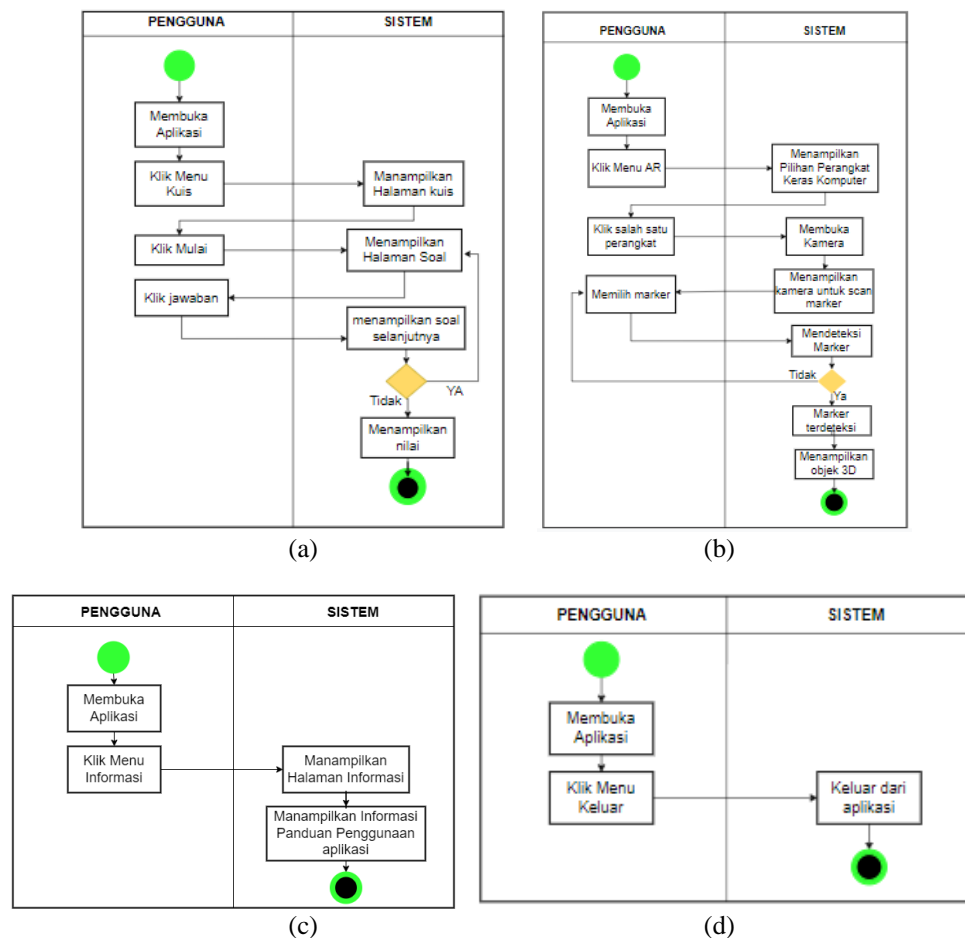 PENGGUNA
SISTEM
Membuka
Aplikasi
Klik Menu
Kuis
Manampilkan
Halaman kuis
Klik Mulai
Menampilkan
Halaman Soal
Klik jawaban
menampilkan soal
selanjutnya
YA
Tidak
Menampilkan
nilai
(a)
PENGGUNA
SISTEM
Membuka
Aplikasi
Klik Menu AR
Menampilkan
Pilihan Perangkat
Keras Komputer
Klik salah satu
perangkat
Membuka
Kamera
Menampilkan
kamera untuk scan
marker
Memilih marker
Mendeteksi
Marker
Tidak
Ya
Marker
terdeteksi
Menampilkan
objek 3D
(b)
PENGGUNA
SISTEM
Membuka
Aplikasi
Klik Menu
Informasi
Manampilkan
Halaman Informasi
Manampilkan Informasi
Panduan Penggunaan
aplikasi
(c)
PENGGUNA
SISTEM
Membuka
Aplikasi
Klik Menu
Keluar
Keluar dari
aplikasi
(d)